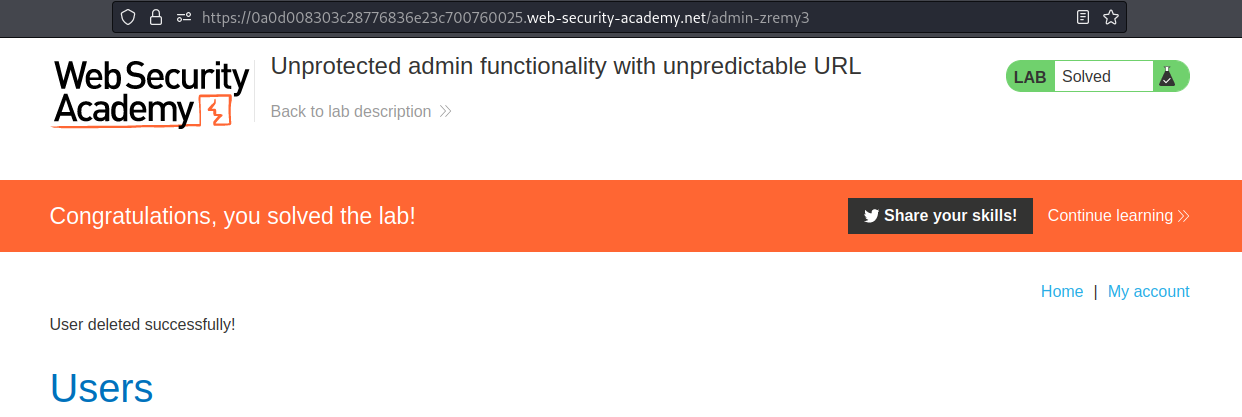 https://0a0d008303c28776836e23c700760025.web-security-academy.net/admin-zremy3
Web Security
Academy
Unprotected admin functionality with unpredictable URL
Back to lab description
LAB Solved
Congratulations, you solved the lab!
Share your skills!
Continue learning
Home | My account
User deleted successfully!
Users